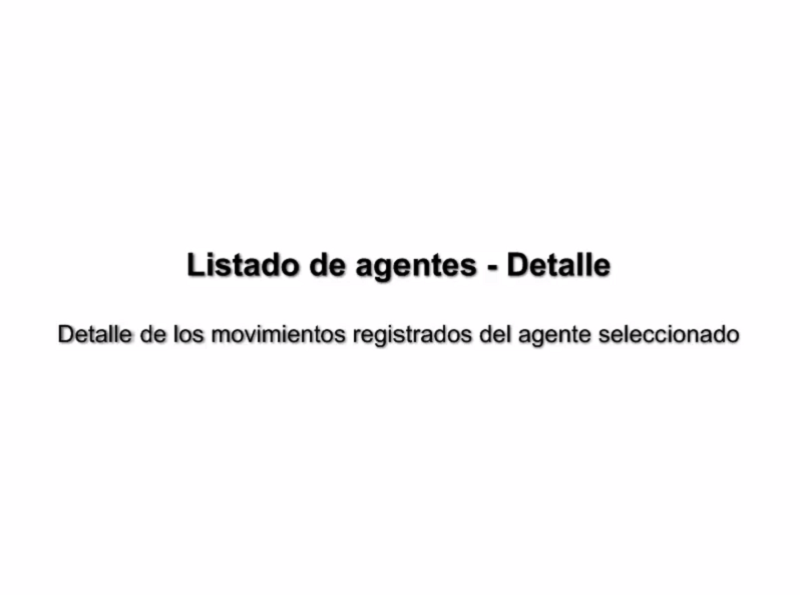 Listado de agentes - Detalle
Detalle de los movimientos registrados del agente seleccionado